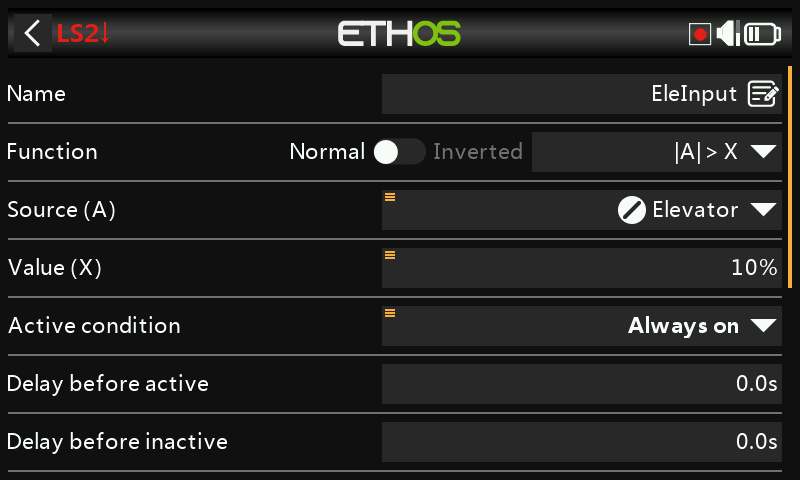 LS2↓ ETHOS
Name EleInput
Function Normal Inverted |A| > X
Source (A) Elevator
Value (X) 10%
Active condition Always on
Delay before active 0.0s
Delay before inactive 0.0s